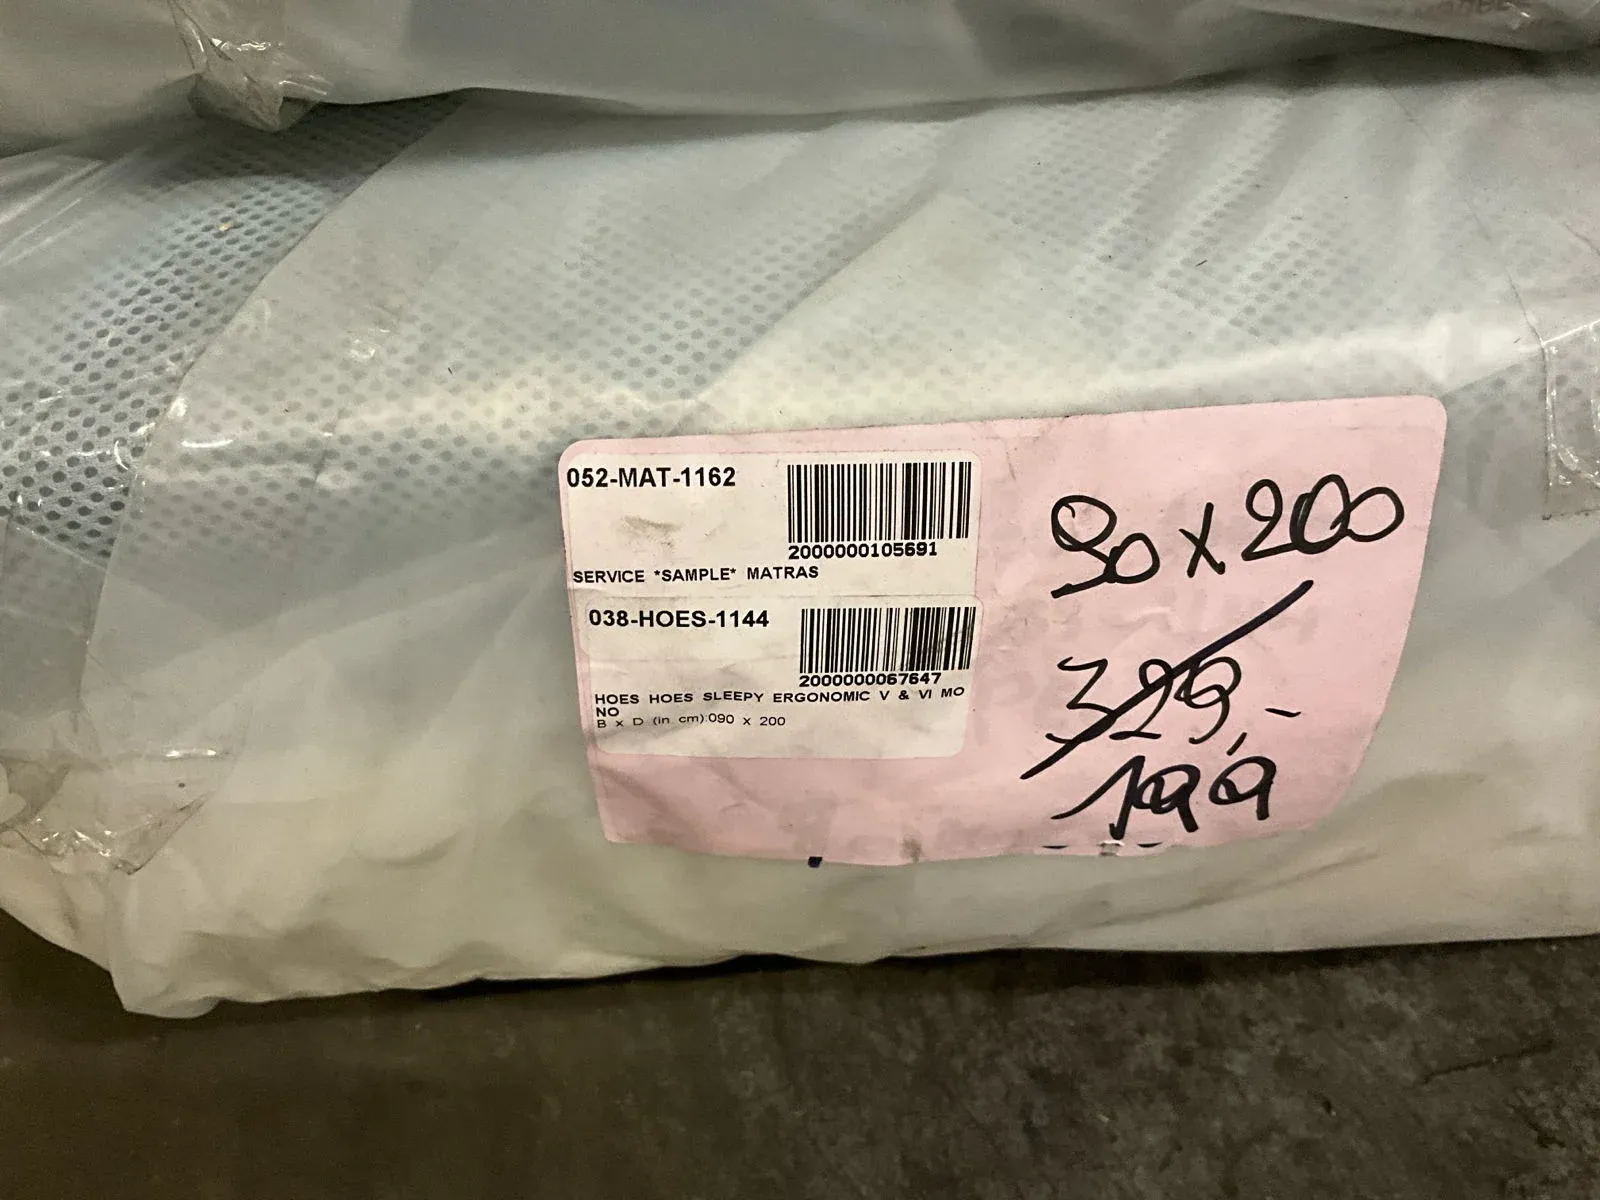 052-MAT-1162
2000000105691
SERVICE *SAMPLE* MATRAS
038-HOES-1144
2000000067647
HOES HOES SLEEPY ERGONOMIC V & VI MO
NO
B x D (in cm):090 x 200
90 x 200
329,-
199